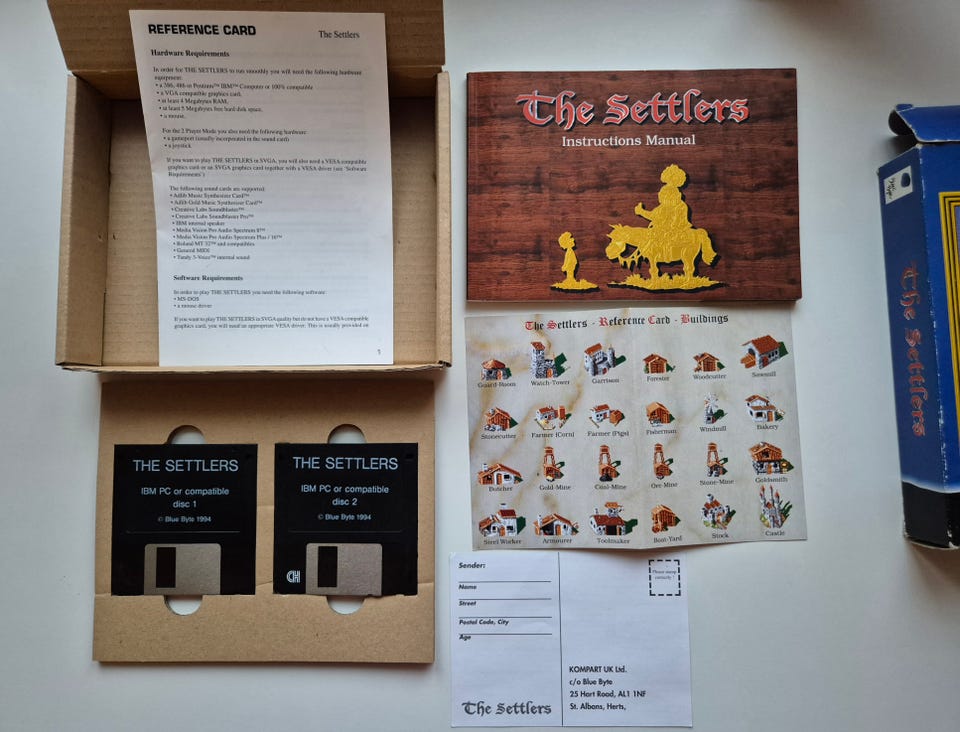 REFERENCE CARD
The Settlers
Hardware Requirements
In order for THE SETTLERS to run smoothly you will need the following hardware
equipment:
• a 386, 486 or Pentium™ IBM™ Computer or 100% compatible
• a VGA compatible graphics card,
• at least 4 Megabytes RAM,
• at least 5 Megabytes free hard disk space,
• a mouse.
For the 2 Player Mode you also need the following hardware:
• a gameport (usually incorporated in the sound card)
• a joystick
If you want to play THE SETTLERS in SVGA, you will also need a VESA compatible
graphics card or an SVGA graphics card together with a VESA driver (see 'Software
Requirements').
The following sound cards are supported:
• Adlib Music Synthesizer Card™
• Adlib Gold Music Synthesizer Card™
• Creative Labs Soundblaster™
• Creative Labs Soundblaster Pro™
• IBM internal speaker
• Media Vision Pro Audio Spectrum 8™
• Media Vision Pro Audio Spectrum Plus / 16™
• Roland MT 32™ and compatibles
• General MIDI
• Tandy 3-Voice™ internal sound
Software Requirements
In order to play THE SETTLERS you need the following software:
• MS-DOS
• a mouse driver
If you want to play THE SETTLERS in SVGA quality but do not have a VESA compatible
graphics card, you will need an appropriate VESA driver. This is usually provided on
1
The Settlers
Instructions Manual
The Settlers
The Settlers - Reference Card - Buildings
Guard-Room Watch-Tower Garrison Forester Woodcutter Sawmill
Stonecutter Farmer (Corn) Farmer (Pigs) Fisherman Windmill Bakery
Butcher Gold-Mine Coal-Mine Ore-Mine Stone-Mine Goldsmith
Steel Worker Armourer Toolmaker Boat-Yard Stock Castle
THE SETTLERS
IBM PC or compatible
disc 1
© Blue Byte 1994
THE SETTLERS
IBM PC or compatible
disc 2
© Blue Byte 1994
Sender:
Name
Street
Postal Code, City
Age
The Settlers
Please stamp
correctly !
KOMPART UK Ltd.
c/o Blue Byte
25 Hart Road, AL1 1NF
St. Albans, Herts,